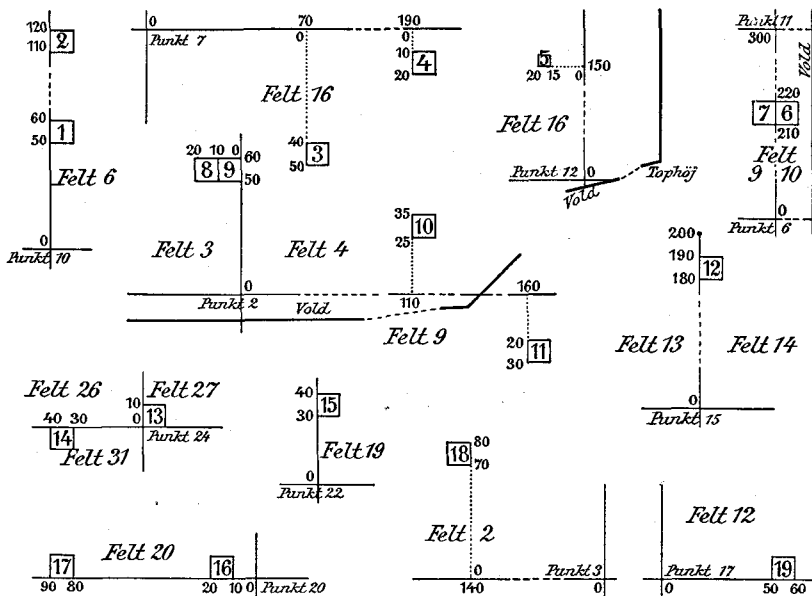 120
110
2
60
50
1
Felt 6
0
Punkt 10
0
70
190
Punkt 7
0
0
10
20
4
Felt 16
40
50
3
20 10 0
60
50
8
9
Felt 3
Felt 4
35
25
10
0
Punkt 2
110
160
Vold
Felt 9
20
30
11
5
20 15 0
150
Felt 16
Punkt 12
0
Vold
Tophöj
Punkt 11
300
Vold
220
7
6
210
Felt
9 10
0
Punkt 6
200
190
180
12
Felt 13
Felt 14
0
Punkt 15
Felt 26
Felt 27
10
0
13
40 30
Punkt 24
14
Felt 31
40
30
15
Felt 19
0
Punkt 22
80
70
18
Felt 2
0
Punkt 3
140
0
Felt 20
17
16
90 80
20 10 0
Punkt 20
Felt 12
Punkt 17
19
0
50 60